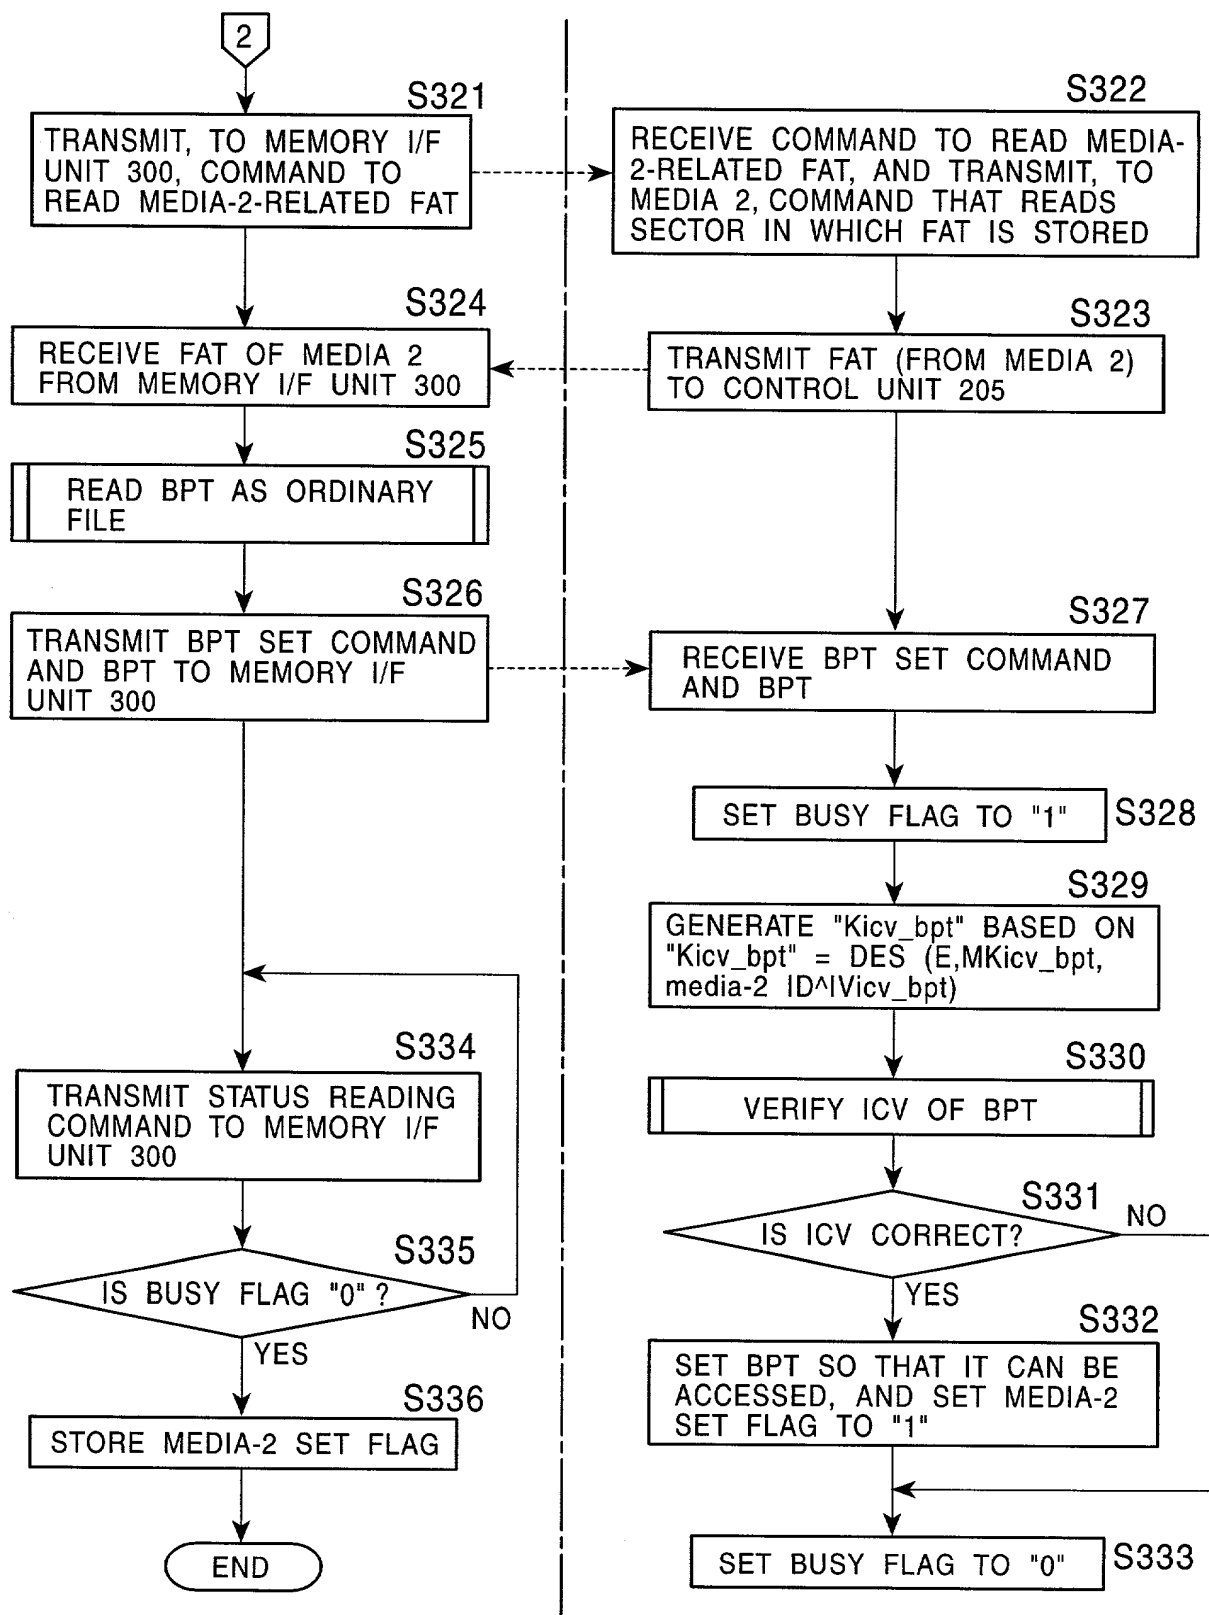 2
S321
TRANSMIT, TO MEMORY I/F
UNIT 300, COMMAND TO
READ MEDIA-2-RELATED FAT
S322
RECEIVE COMMAND TO READ MEDIA-
2-RELATED FAT, AND TRANSMIT, TO
MEDIA 2, COMMAND THAT READS
SECTOR IN WHICH FAT IS STORED
S324
RECEIVE FAT OF MEDIA 2
FROM MEMORY I/F UNIT 300
S323
TRANSMIT FAT (FROM MEDIA 2)
TO CONTROL UNIT 205
S325
READ BPT AS ORDINARY
FILE
S326
TRANSMIT BPT SET COMMAND
AND BPT TO MEMORY I/F
UNIT 300
S327
RECEIVE BPT SET COMMAND
AND BPT
SET BUSY FLAG TO "1"
S328
S329
GENERATE "Kicv_bpt" BASED ON
"Kicv_bpt" = DES (E,MKicv_bpt,
media-2 ID^IVicv_bpt)
S330
VERIFY ICV OF BPT
S331
IS ICV CORRECT?
NO
YES
S332
SET BPT SO THAT IT CAN BE
ACCESSED, AND SET MEDIA-2
SET FLAG TO "1"
SET BUSY FLAG TO "0"
S333
S334
TRANSMIT STATUS READING
COMMAND TO MEMORY I/F
UNIT 300
S335
IS BUSY FLAG "0" ?
NO
YES
S336
STORE MEDIA-2 SET FLAG
END